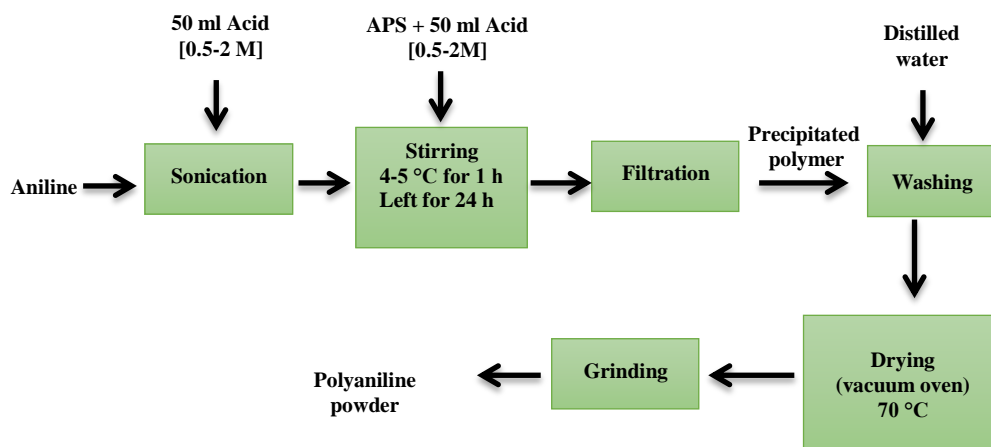 50 ml Acid
[0.5-2 M]
APS + 50 ml Acid
[0.5-2M]
Distilled
water
Aniline
Sonication
Stirring
4-5 °C for 1 h
Left for 24 h
Filtration
Precipitated
polymer
Washing
Drying
(vacuum oven)
70 °C
Grinding
Polyaniline
powder